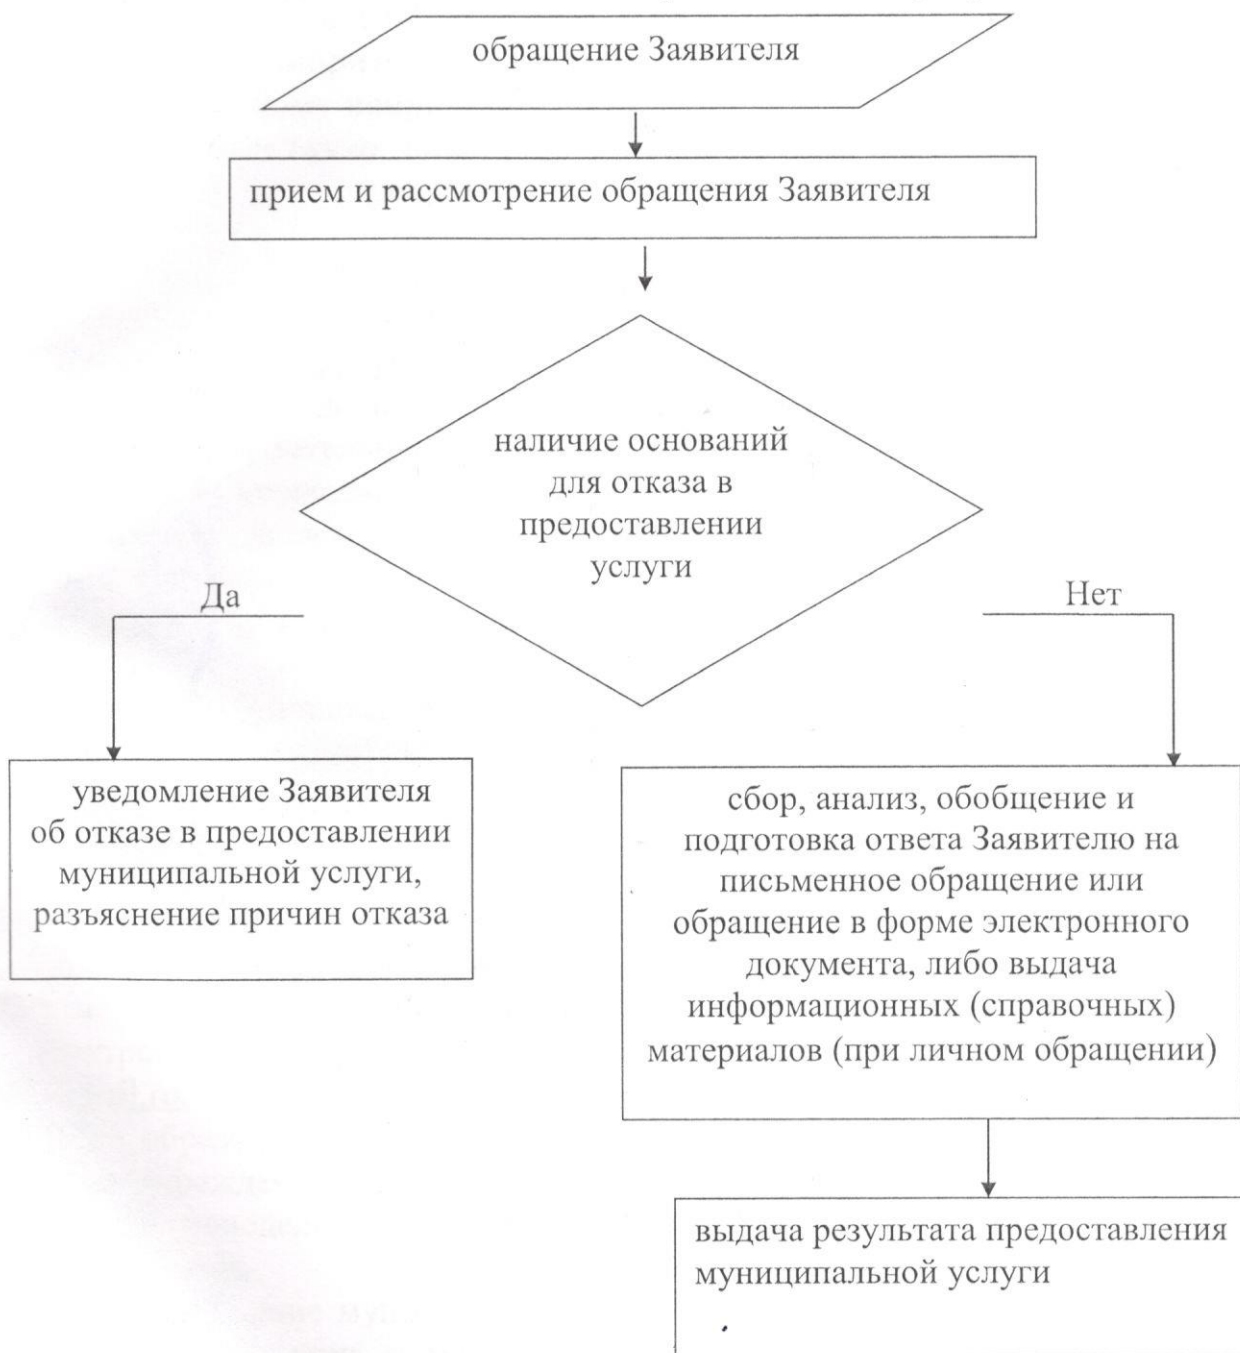 обращение Заявителя
прием и рассмотрение обращения Заявителя
наличие оснований
для отказа в
предоставлении
услуги
Да
Нет
уведомление Заявителя
об отказе в предоставлении
муниципальной услуги,
разъяснение причин отказа
сбор, анализ, обобщение и
подготовка ответа Заявителю на
письменное обращение или
обращение в форме электронного
документа, либо выдача
информационных (справочных)
материалов (при личном обращении)
выдача результата предоставления
муниципальной услуги